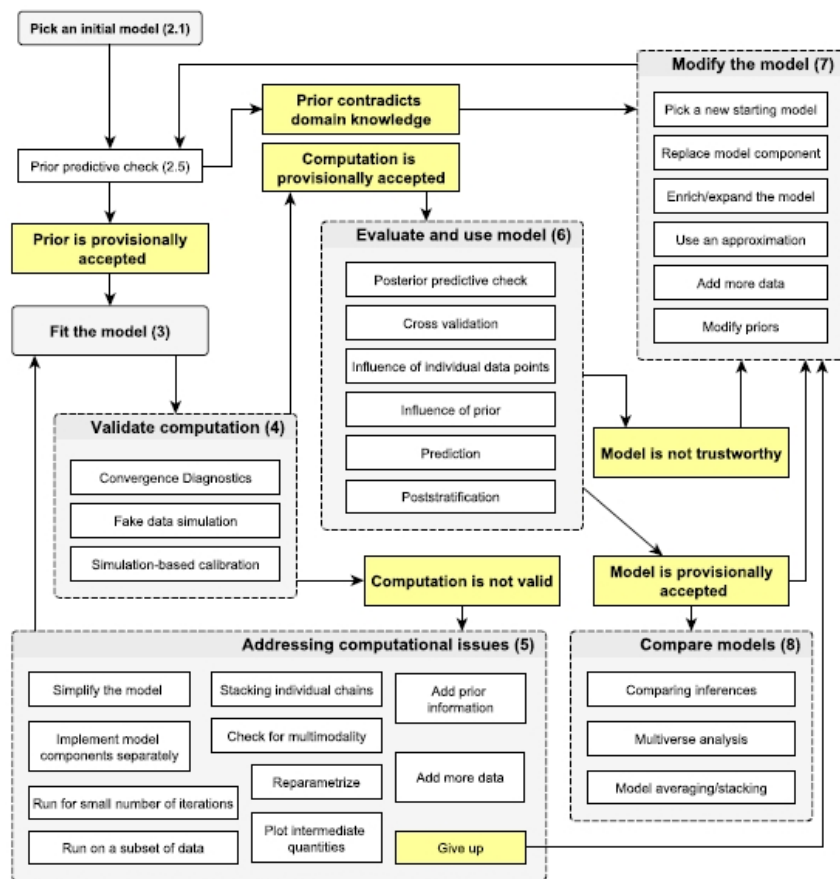 Pick an initial model (2.1)
Modify the model (7)
Prior contradicts
domain knowledge
Pick a new starting model
Prior predictive check (2.5)
Computation is
provisionally accepted
Replace model component
Enrich/expand the model
Prior is provisionally
accepted
Evaluate and use model (6)
Use an approximation
Posterior predictive check
Add more data
Cross validation
Modify priors
Fit the model (3)
Influence of individual data points
Influence of prior
Validate computation (4)
Prediction
Model is not trustworthy
Convergence Diagnostics
Poststratification
Fake data simulation
Simulation-based calibration
Computation is not valid
Model is provisionally
accepted
Addressing computational issues (5)
Compare models (8)
Simplify the model
Stacking individual chains
Add prior
information
Comparing inferences
Implement model
components separately
Check for multimodality
Multiverse analysis
Reparametrize
Add more data
Model averaging/stacking
Run for small number of iterations
Plot intermediate
quantities
Run on a subset of data
Give up